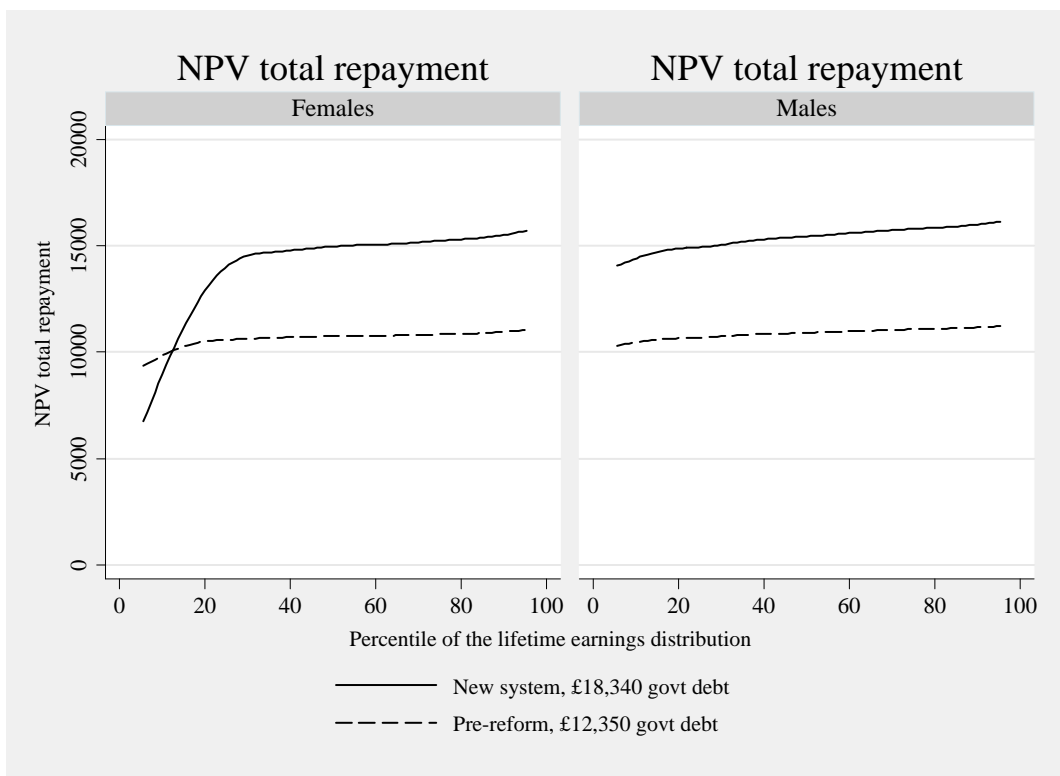 NPV total repayment
NPV total repayment
Females
Males
NPV total repayment
20000
15000
10000
5000
0
0 20 40 60 80 100
0 20 40 60 80 100
Percentile of the lifetime earnings distribution
New system, £18,340 govt debt
Pre-reform, £12,350 govt debt